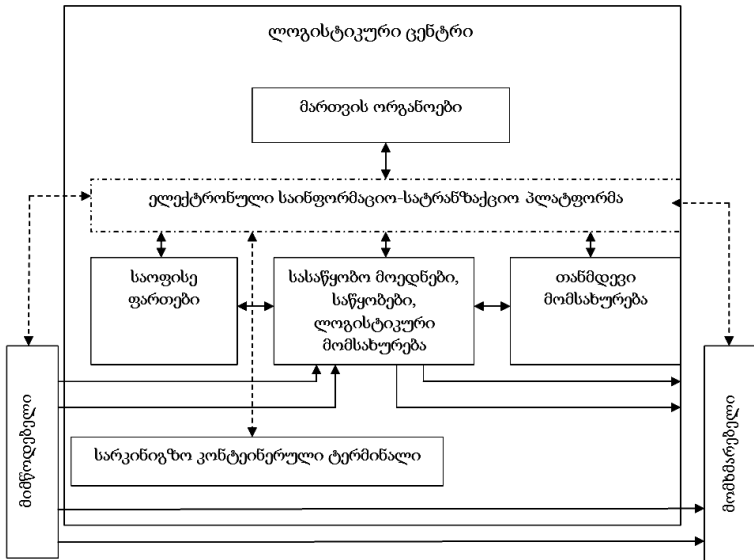 ლოგისტიკური ცენტრი
მართვის ორგანოები
ელექტრონული საინფორმაციო-სატრანზაქციო პლატფორმა
საოფისე
ფართები
სასაწყობო მოედნები,
საწყობები,
ლოგისტიკური
მომსახურება
თანმდევი
მომსახურება
მიმწოდებელი
სარკინიგზო კონტეინერული ტერმინალი
მომხმარებელი